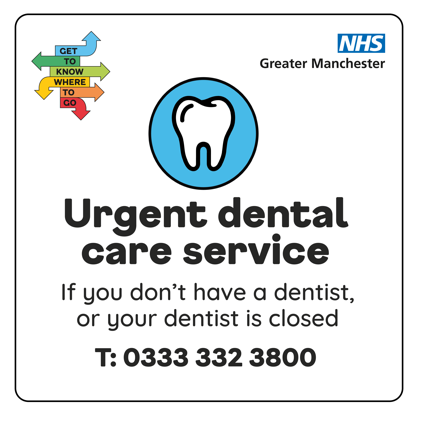 GET
TO
KNOW
WHERE
TO
GO
NHS
Greater Manchester
Urgent dental
care service
If you don't have a dentist,
or your dentist is closed
T: 0333 332 3800